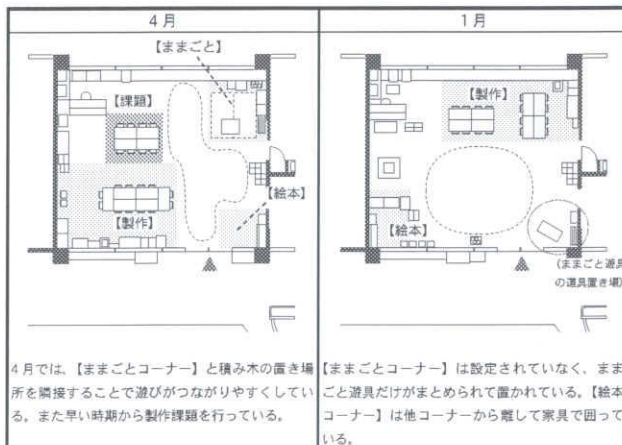 4月
1月
【ままごと】
【課題】
【製作】
【絵本】
【製作】
【絵本】
(ままごと遊具
の道具置き場)
4月では、【ままごとコーナー】と積み木の置き場
所を隣接することで遊びがつながりやすくしてい
る。また早い時期から製作課題を行っている。
【ままごとコーナー】は設定されていなく、まま
ごと遊具だけがまとめられて置かれている。【絵本
コーナー】は他コーナーから離して家具で囲って
いる。